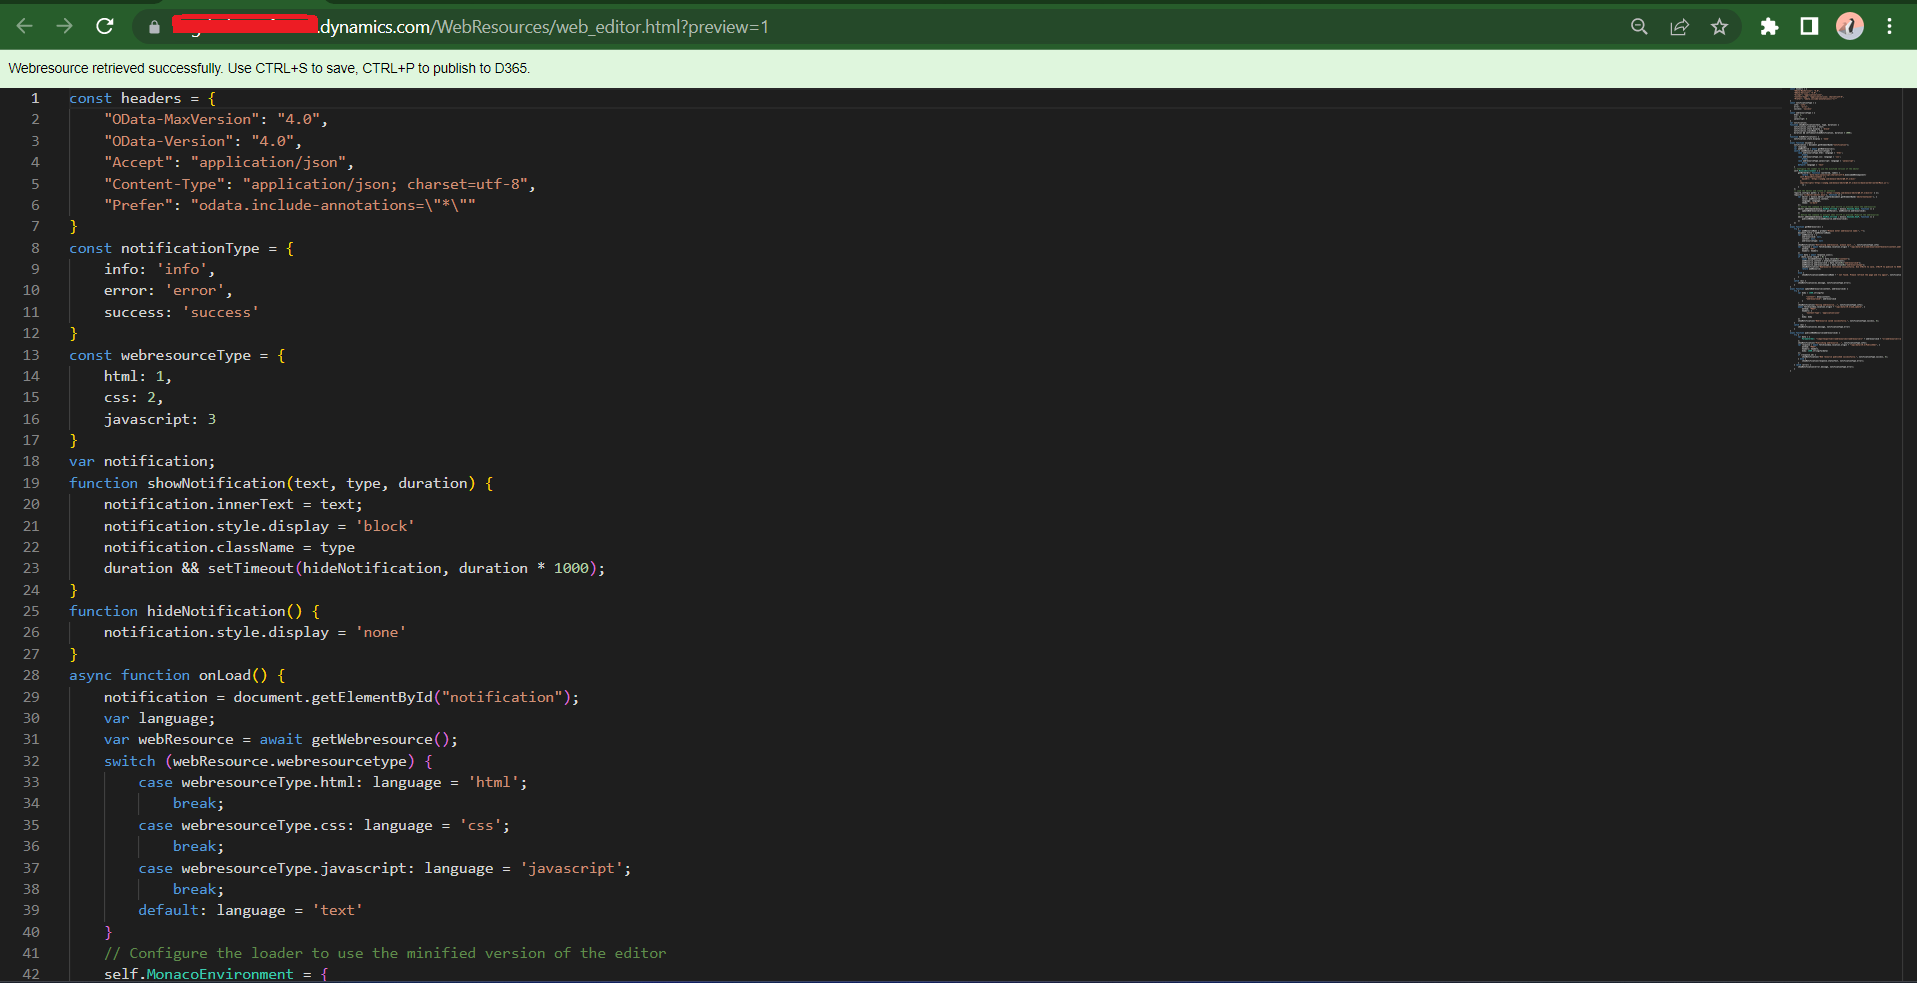 .dynamics.com/WebResources/web_editor.html?preview=1
Webresource retrieved successfully. Use CTRL+S to save, CTRL+P to publish to D365.
1 const headers = {
2     "OData-MaxVersion": "4.0",
3     "OData-Version": "4.0",
4     "Accept": "application/json",
5     "Content-Type": "application/json; charset=utf-8",
6     "Prefer": "odata.include-annotations=\"*\""
7 }
8 const notificationType = {
9     info: 'info',
10     error: 'error',
11     success: 'success'
12 }
13 const webresourceType = {
14     html: 1,
15     css: 2,
16     javascript: 3
17 }
18 var notification;
19 function showNotification(text, type, duration) {
20     notification.innerText = text;
21     notification.style.display = 'block'
22     notification.className = type
23     duration && setTimeout(hideNotification, duration * 1000);
24 }
25 function hideNotification() {
26     notification.style.display = 'none'
27 }
28 async function onLoad() {
29     notification = document.getElementById("notification");
30     var language;
31     var webResource = await getWebresource();
32     switch (webResource.webresourcetype) {
33         case webresourceType.html: language = 'html';
34             break;
35         case webresourceType.css: language = 'css';
36             break;
37         case webresourceType.javascript: language = 'javascript';
38             break;
39         default: language = 'text'
40     }
41     // Configure the loader to use the minified version of the editor
42     self.MonacoEnvironment = {